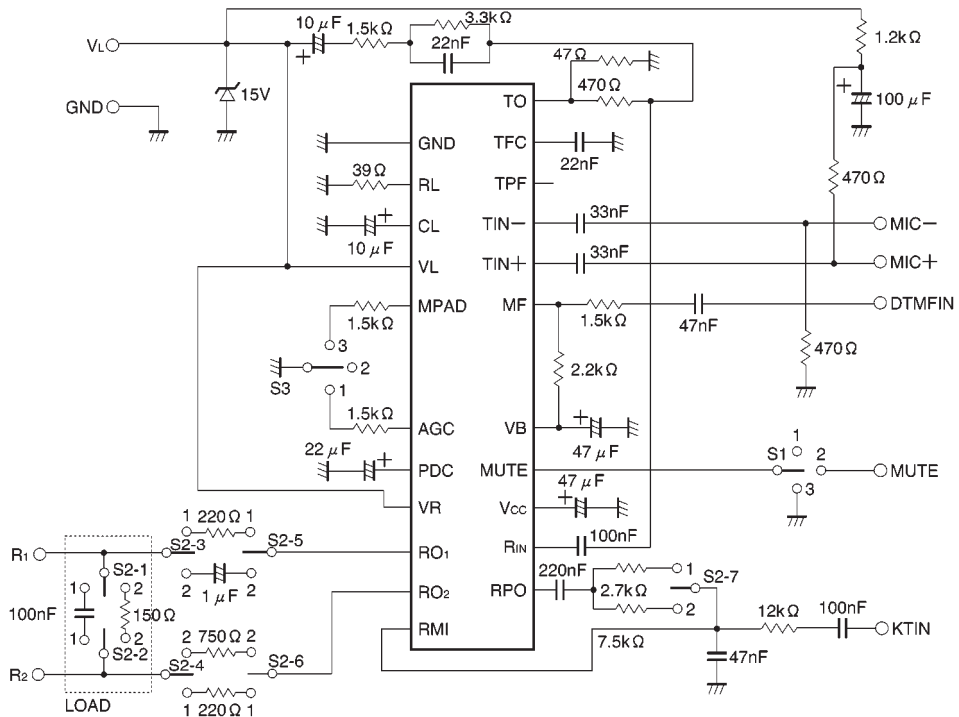 10 μF
1.5kΩ
3.3kΩ
22nF
VL
+
47Ω
470Ω
1.2kΩ
+
100 μF
15V
GND
TO
GND
TFC
22nF
39Ω
RL
TPF
470Ω
CL
+
10 μF
TIN−
33nF
MIC−
VL
TIN+
33nF
MIC+
MPAD
1.5kΩ
MF
1.5kΩ
47nF
DTMFIN
3
2
1
S3
470Ω
2.2kΩ
1.5kΩ
AGC
VB
+
47 μF
22 μF
+
PDC
MUTE
S1
1
2
3
MUTE
47 μF
+
VCC
VR
1 220Ω 1
R1
S2-3
S2-5
RO1
RIN
100nF
S2-1
2
2
1 μF
1
2
100nF
150Ω
1
2
S2-2
RO2
RPO
220nF
2.7kΩ
1
2
S2-7
RMI
7.5kΩ
12kΩ
100nF
KTIN
47nF
2 750Ω 2
R2
S2-4
S2-6
1 220Ω 1
LOAD